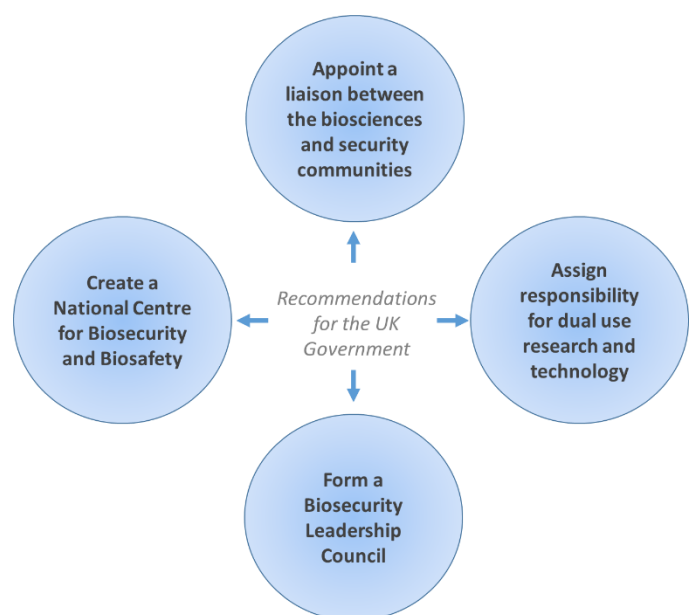 Appoint a
liaison between
the biosciences
and security
communities
Create a
National Centre
for Biosecurity
and Biosafety
Recommendations
for the UK
Government
Assign
responsibility
for dual use
research and
technology
Form a
Biosecurity
Leadership
Council